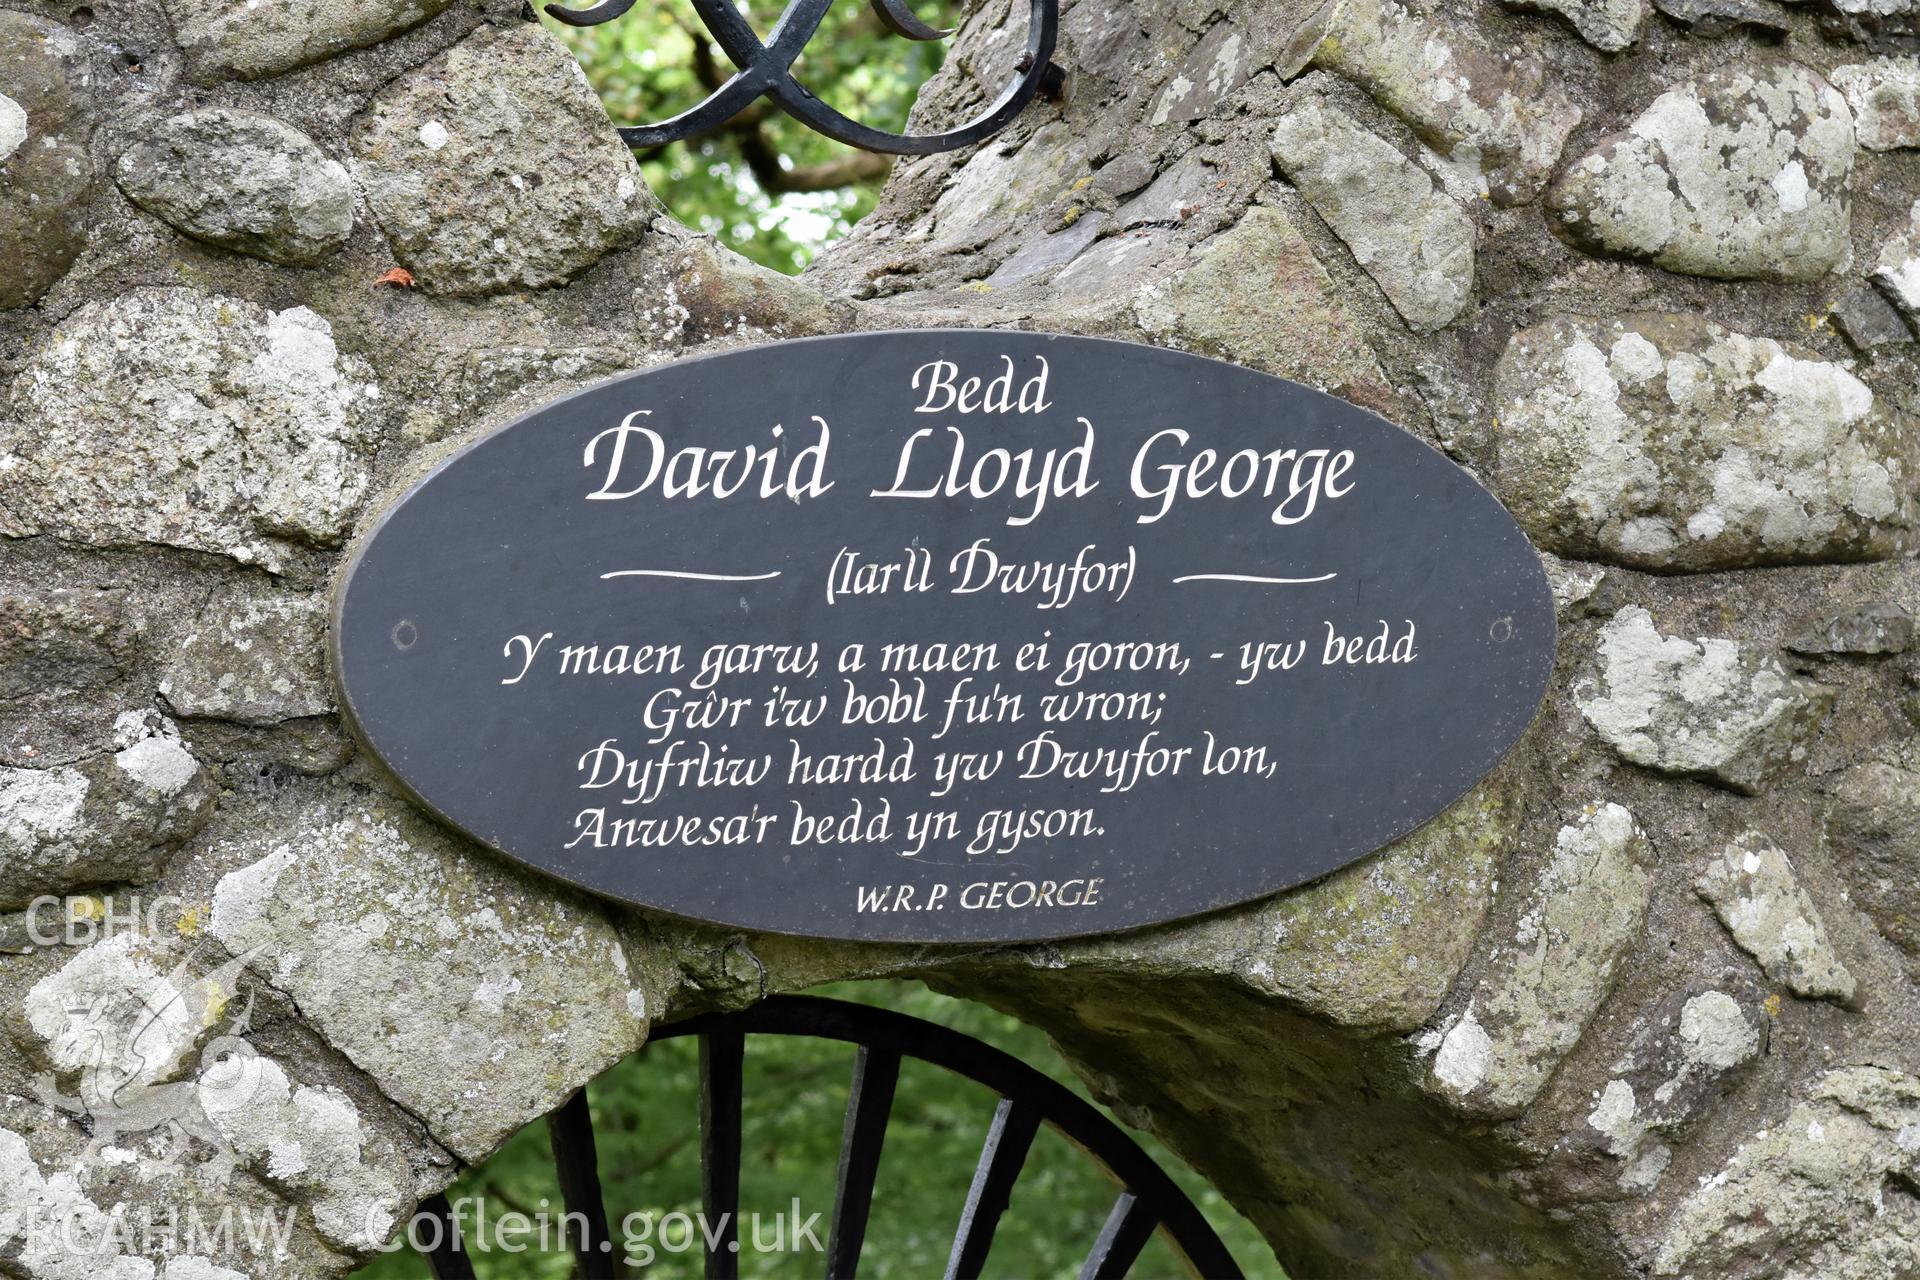 Bedd
David Lloyd George
(Iarll Dwyfor)
Y maen garw, a maen ei goron, - yw bedd
Gŵr i'w bobl fu'n wron;
Dyfrliw hardd yw Dwyfor lon,
Anwesa'r bedd yn gyson.
W.R.P. GEORGE
CBHC
RCAHMW Coflein.gov.uk